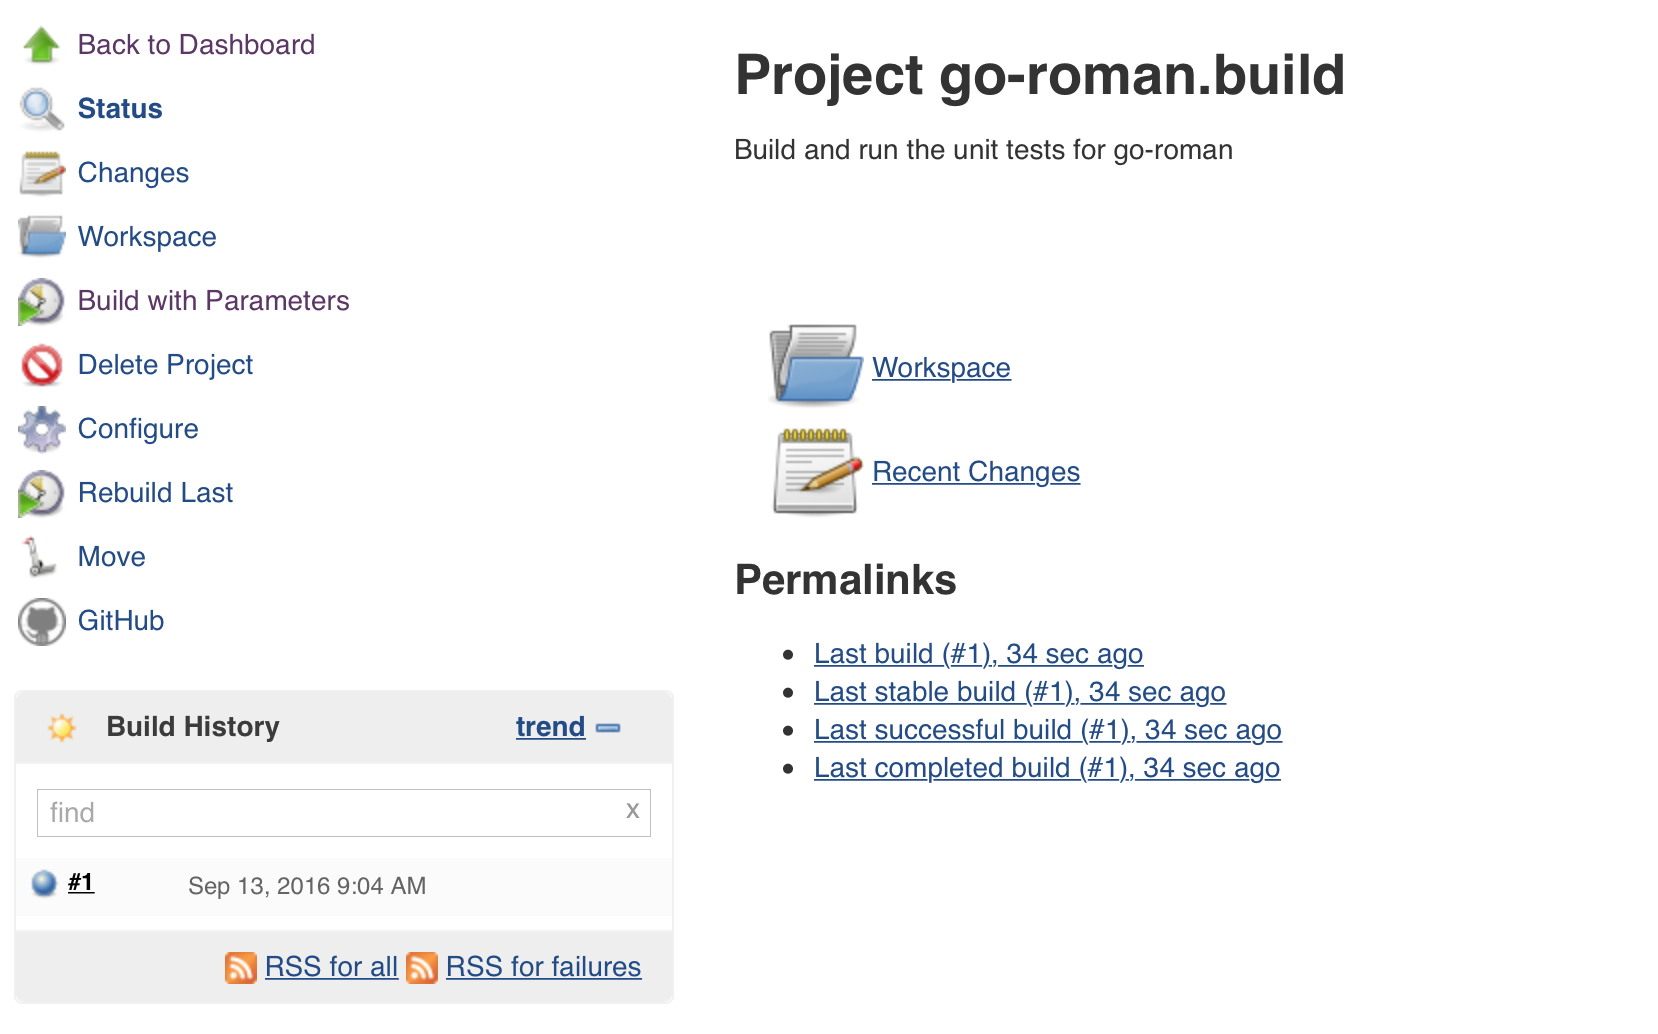 Back to Dashboard
Status
Changes
Workspace
Build with Parameters
Delete Project
Configure
Rebuild Last
Move
GitHub
Build History trend
find x
#1 Sep 13, 2016 9:04 AM
RSS for all RSS for failures
Project go-roman.build
Build and run the unit tests for go-roman
Workspace
Recent Changes
Permalinks
Last build (#1), 34 sec ago
Last stable build (#1), 34 sec ago
Last successful build (#1), 34 sec ago
Last completed build (#1), 34 sec ago